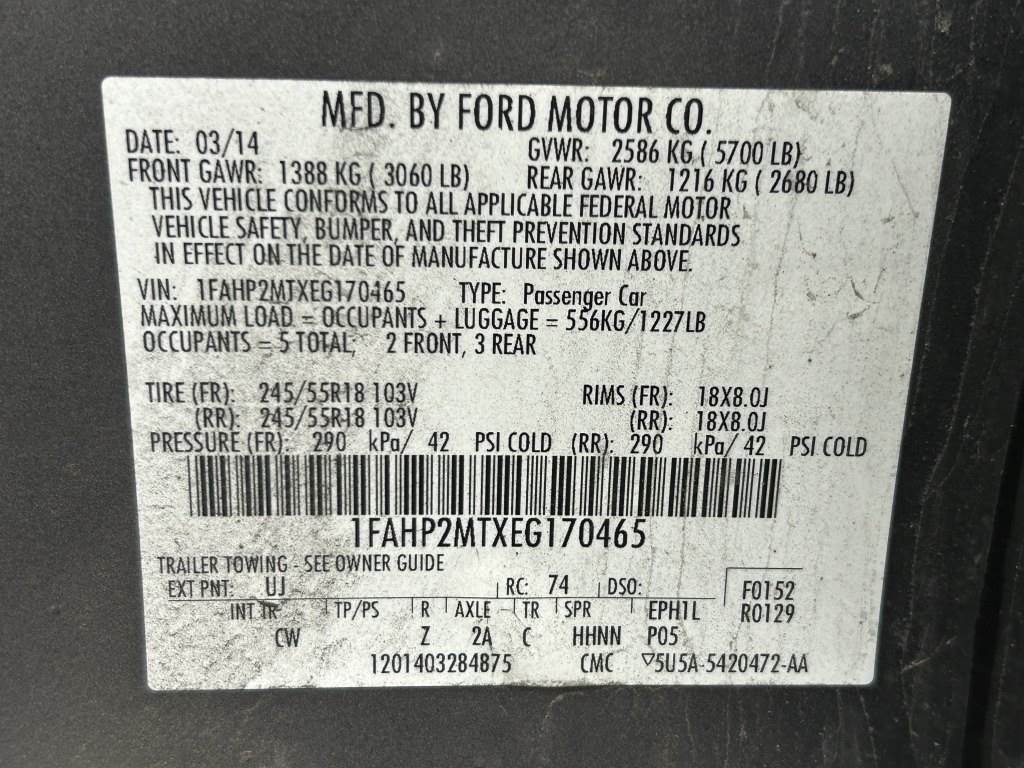 MFD. BY FORD MOTOR CO.
DATE: 03/14 GVWR: 2586 KG ( 5700 LB)
FRONT GAWR: 1388 KG ( 3060 LB) REAR GAWR: 1216 KG ( 2680 LB)
THIS VEHICLE CONFORMS TO ALL APPLICABLE FEDERAL MOTOR
VEHICLE SAFETY, BUMPER, AND THEFT PREVENTION STANDARDS
IN EFFECT ON THE DATE OF MANUFACTURE SHOWN ABOVE.
VIN: 1FAHP2MTXEG170465 TYPE: Passenger Car
MAXIMUM LOAD = OCCUPANTS + LUGGAGE = 556KG/1227LB
OCCUPANTS = 5 TOTAL, 2 FRONT, 3 REAR
TIRE (FR): 245/55R18 103V RIMS (FR): 18X8.0J
(RR): 245/55R18 103V (RR): 18X8.0J
PRESSURE (FR): 290 kPa/ 42 PSI COLD (RR): 290 kPa/ 42 PSI COLD
1FAHP2MTXEG170465
TRAILER TOWING - SEE OWNER GUIDE
EXT PNT: UJ RC: 74 DSO: F0152
INT TR TP/PS R AXLE TR SPR EPH1L R0129
CW Z 2A C HHNN P05
1201403284875 CMC ▽5U5A-5420472-AA